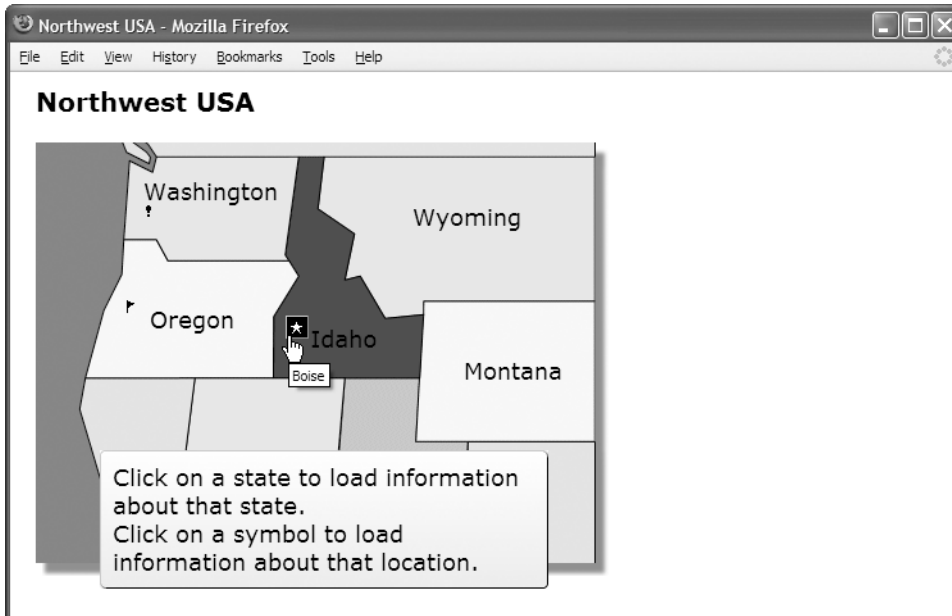 Northwest USA - Mozilla Firefox
File Edit View History Bookmarks Tools Help
Northwest USA
Washington
Wyoming
Oregon
Idaho
Montana
Boise
Click on a state to load information
about that state.
Click on a symbol to load
information about that location.